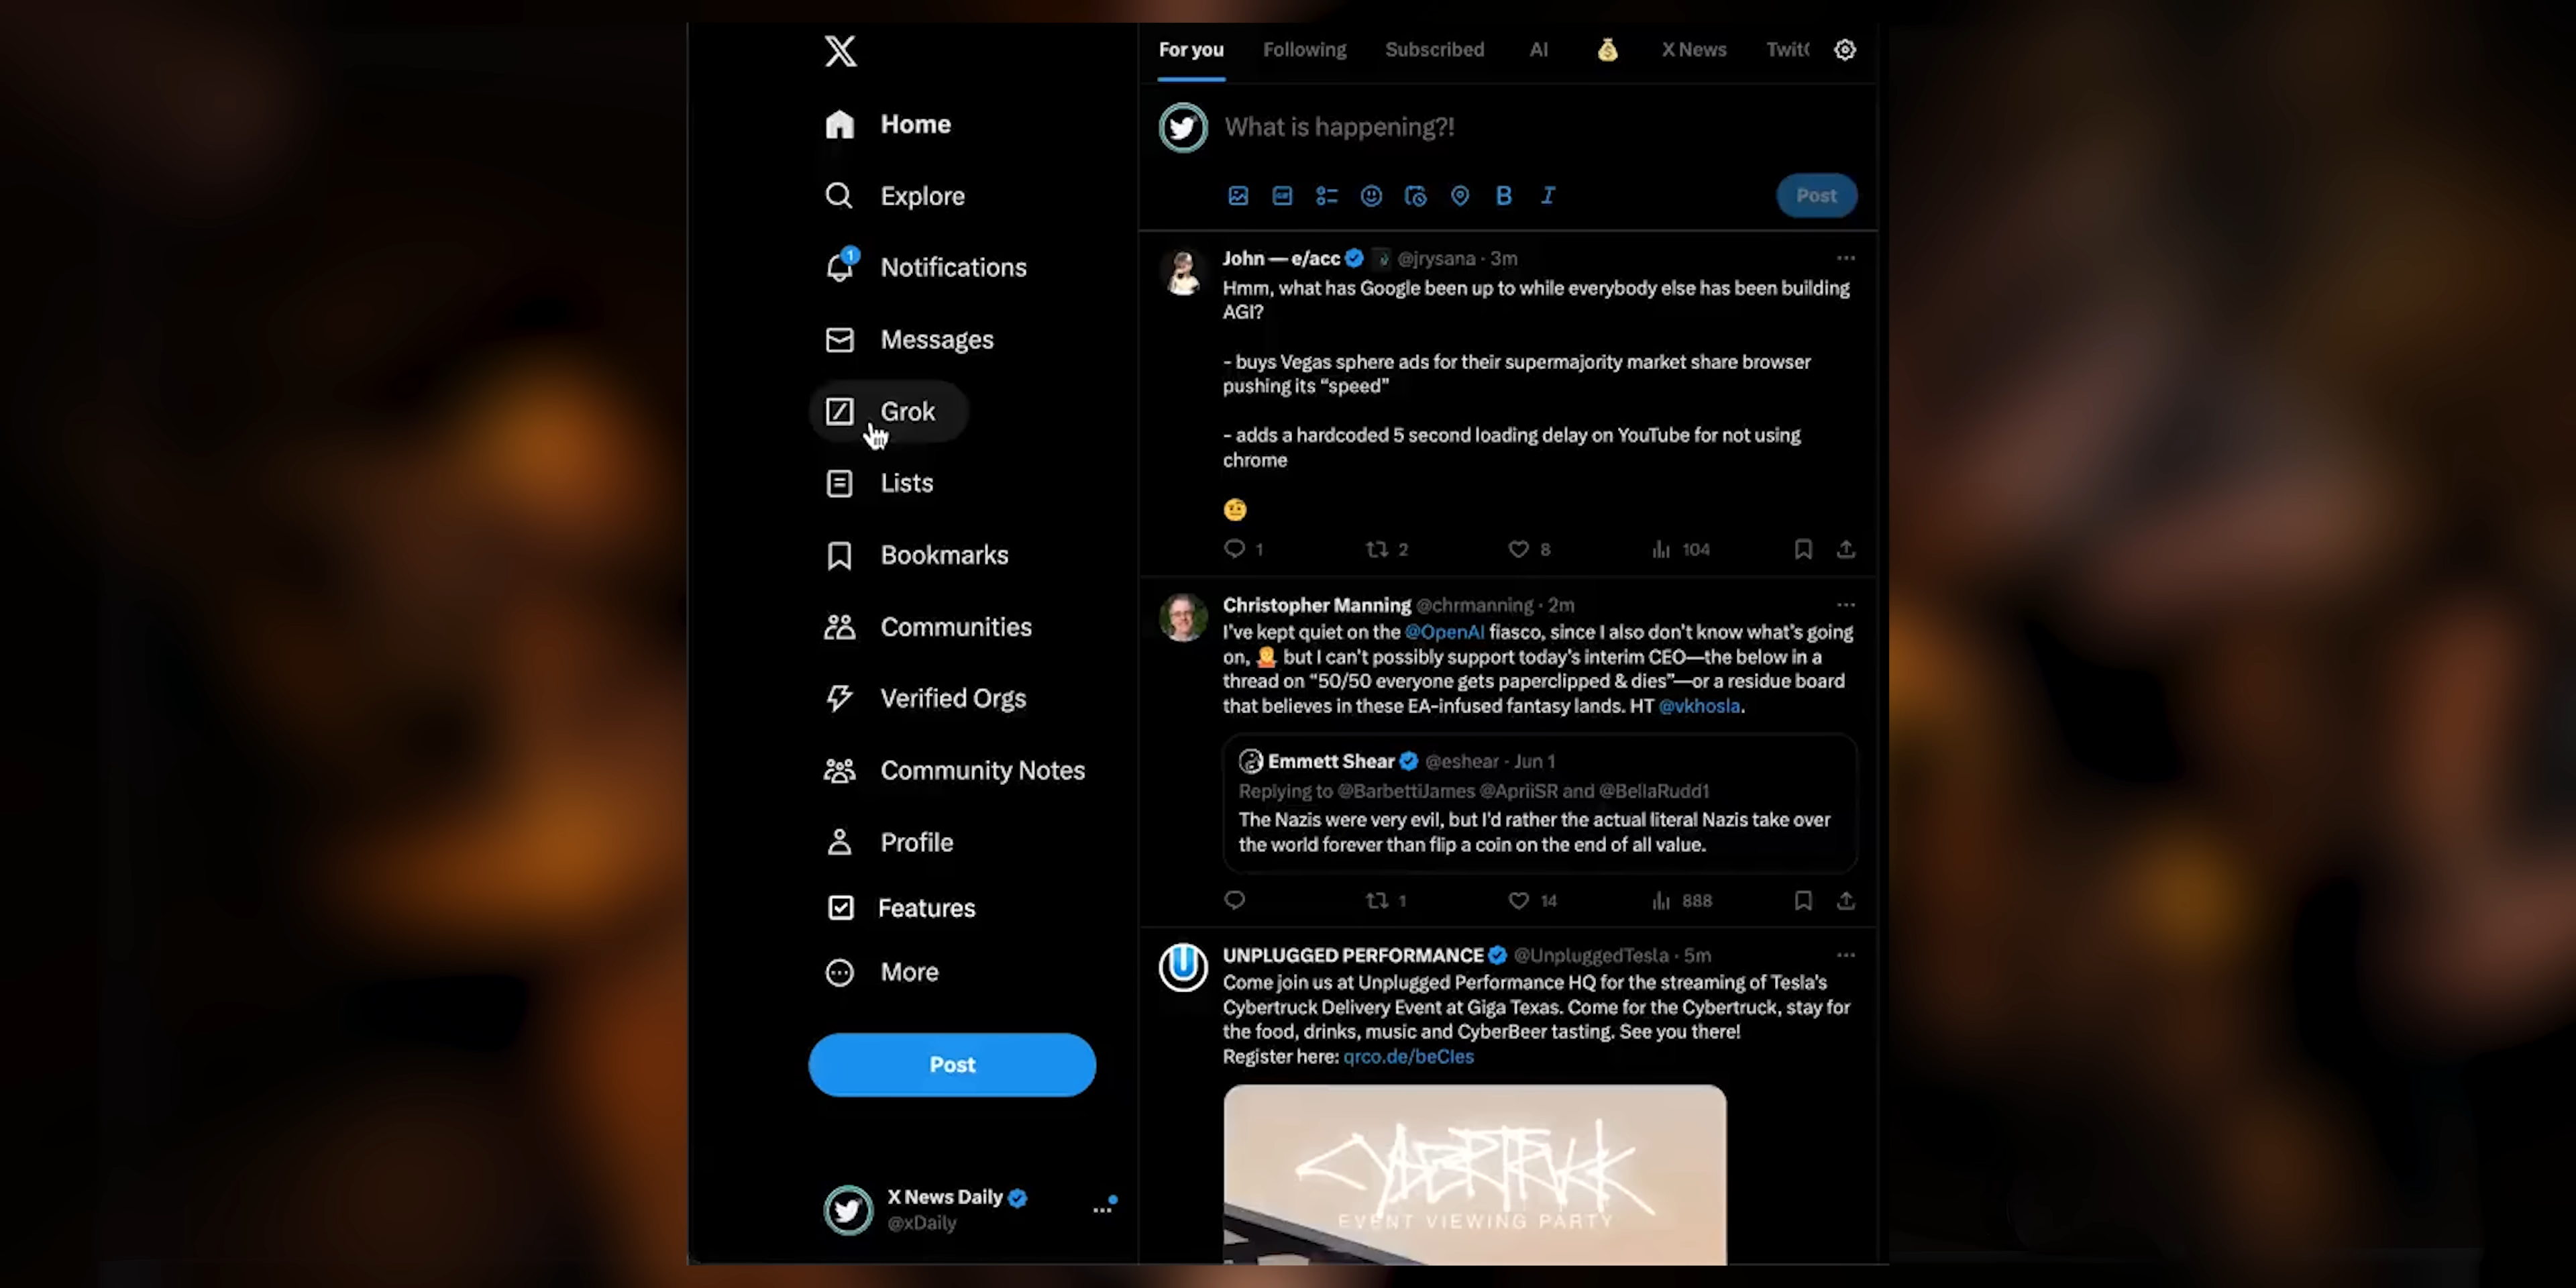 X
Home
Explore
1
Notifications
Messages
Grok
Lists
Bookmarks
Communities
Verified Orgs
Community Notes
Profile
Features
More
Post
X News Daily
@xDaily
For you Following Subscribed AI 💰 X News Twit
What is happening?!
GIF B I Post
John — e/acc @jrysana · 3m
Hmm, what has Google been up to while everybody else has been building
AGI?
- buys Vegas sphere ads for their supermajority market share browser
pushing its “speed”
- adds a hardcoded 5 second loading delay on YouTube for not using
chrome
🤨
1 2 8 104
Christopher Manning @chrmanning · 2m
I’ve kept quiet on the @OpenAI fiasco, since I also don’t know what’s going
on, but I can’t possibly support today’s interim CEO—the below in a
thread on “50/50 everyone gets paperclipped & dies”—or a residue board
that believes in these EA-infused fantasy lands. HT @vkhosla.
Emmett Shear @eshear · Jun 1
Replying to @BarbettiJames @ApriiSR and @BellaRudd1
The Nazis were very evil, but I'd rather the actual literal Nazis take over
the world forever than flip a coin on the end of all value.
1 14 888
UNPLUGGED PERFORMANCE @UnpluggedTesla · 5m
Come join us at Unplugged Performance HQ for the streaming of Tesla's
Cybertruck Delivery Event at Giga Texas. Come for the Cybertruck, stay for
the food, drinks, music and CyberBeer tasting. See you there!
Register here: qrco.de/beCIes
CYBERTRUCK
EVENT VIEWING PARTY